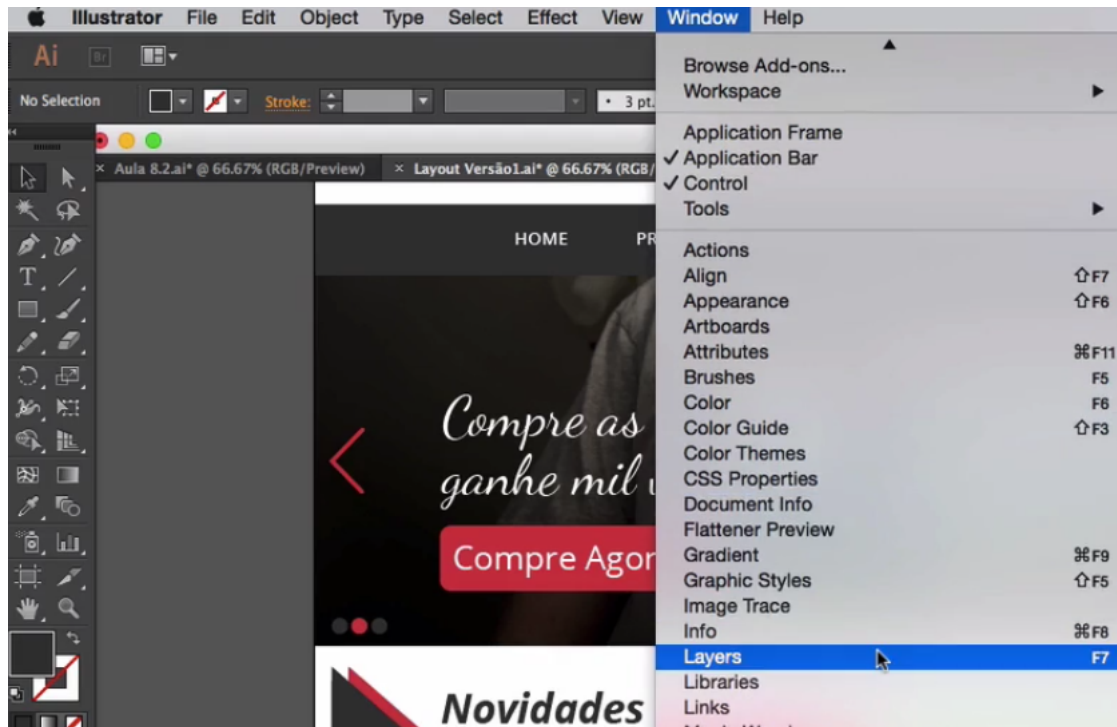 Illustrator File Edit Object Type Select Effect View Window Help
Ai Br
No Selection Stroke: 3 pt.
× Aula 8.2.ai* @ 66.67% (RGB/Preview) × Layout Versão1.ai* @ 66.67% (RGB/
HOME
Compre as
ganhe mil
Compre
Novidades
Browse Add-ons...
Workspace
Application Frame
✓ Application Bar
✓ Control
Tools
Actions
Align ⇧F7
Appearance ⇧F6
Artboards
Attributes ⌘F11
Brushes F5
Color F6
Color Guide ⇧F3
Color Themes
CSS Properties
Document Info
Flattener Preview
Gradient ⌘F9
Graphic Styles ⇧F5
Image Trace
Info ⌘F8
Layers F7
Libraries
Links